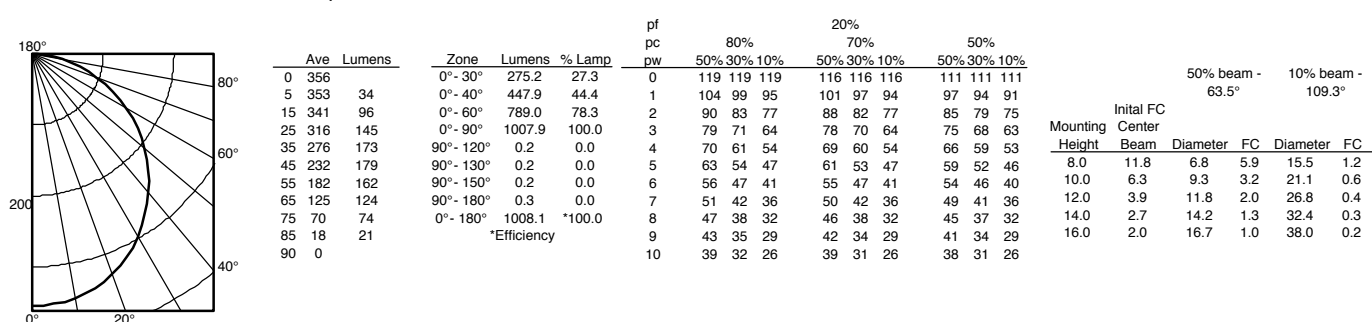 180°
80°
60°
200
40°
0° 20°
Ave Lumens
0 356
5 353 34
15 341 96
25 316 145
35 276 173
45 232 179
55 182 162
65 125 124
75 70 74
85 18 21
90 0
Zone Lumens % Lamp
0°- 30° 275.2 27.3
0°- 40° 447.9 44.4
0°- 60° 789.0 78.3
0°- 90° 1007.9 100.0
90°- 120° 0.2 0.0
90°- 130° 0.2 0.0
90°- 150° 0.2 0.0
90°- 180° 0.3 0.0
0°- 180° 1008.1 *100.0
*Efficiency
pf 20%
pc 80% 70% 50%
pw 50% 30% 10% 50% 30% 10% 50% 30% 10%
0 119 119 119 116 116 116 111 111 111
1 104 99 95 101 97 94 97 94 91
2 90 83 77 88 82 77 85 79 75
3 79 71 64 78 70 64 75 68 63
4 70 61 54 69 60 54 66 59 53
5 63 54 47 61 53 47 59 52 46
6 56 47 41 55 47 41 54 46 40
7 51 42 36 50 42 36 49 41 36
8 47 38 32 46 38 32 45 37 32
9 43 35 29 42 34 29 41 34 29
10 39 32 26 39 31 26 38 31 26
50% beam - 10% beam -
63.5° 109.3°
Inital FC
Mounting Center
Height Beam Diameter FC Diameter FC
8.0 11.8 6.8 5.9 15.5 1.2
10.0 6.3 9.3 3.2 21.1 0.6
12.0 3.9 11.8 2.0 26.8 0.4
14.0 2.7 14.2 1.3 32.4 0.3
16.0 2.0 16.7 1.0 38.0 0.2